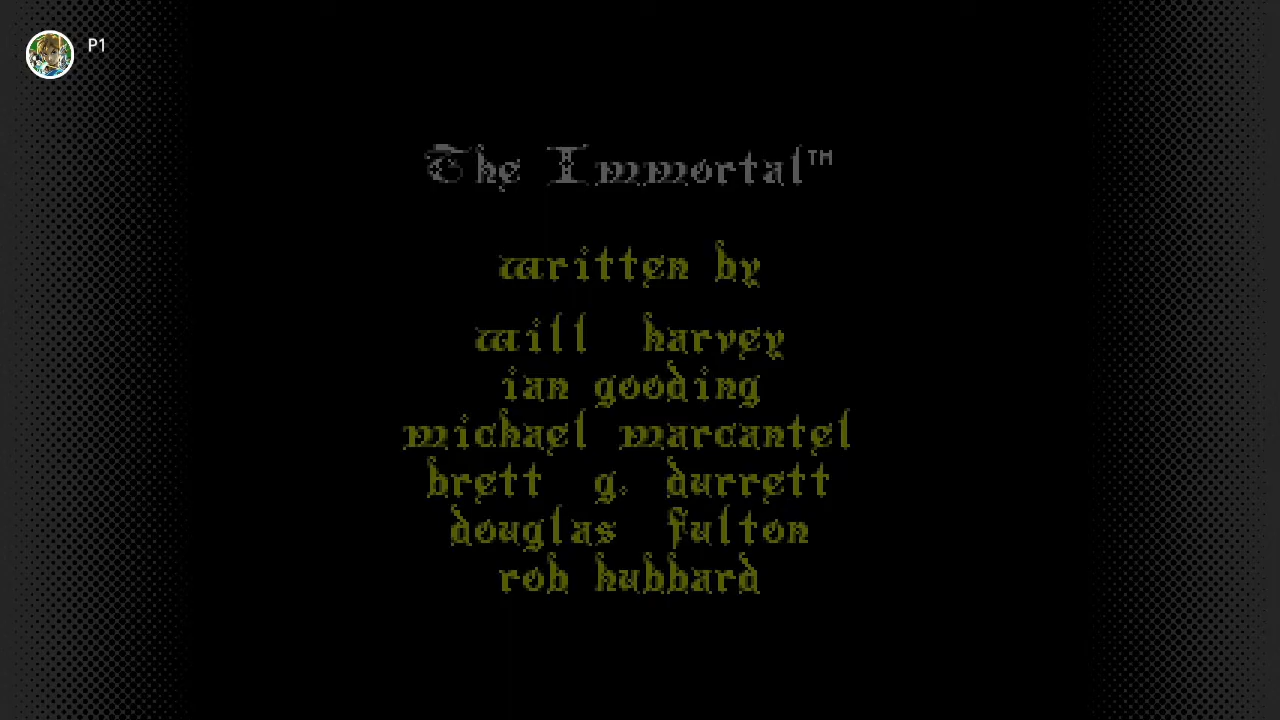 P1
The Immortal™
written by
will harvey
ian gooding
michael marcantel
brett g. durrett
douglas fulton
rob hubbard